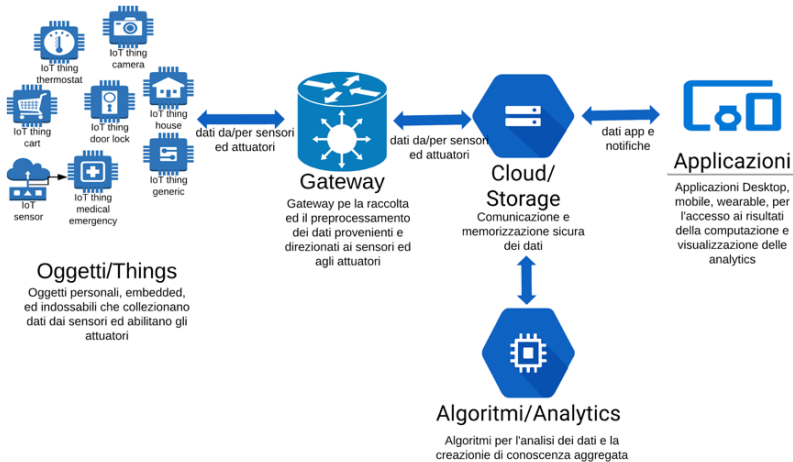 IoT thing
camera
IoT thing
thermostat
IoT thing
cart
IoT thing
door lock
IoT thing
house
IoT thing
generic
IoT
sensor
IoT thing
medical
emergency
Oggetti/Things
Oggetti personali, embedded,
ed indossabili che collezionano
dati dai sensori ed abilitano gli
attuatori
dati da/per sensori
ed attuatori
Gateway
Gateway pe la raccolta
ed il preprocessamento
dei dati provenienti e
direzionati ai sensori ed
agli attuatori
dati da/per sensori
ed attuatori
Cloud/
Storage
Comunicazione e
memorizzazione sicura
dei dati
dati app e
notifiche
Applicazioni
Applicazioni Desktop,
mobile, wearable, per
l'accesso ai risultati
della computazione e
visualizzazione delle
analytics
Algoritmi/Analytics
Algoritmi per l'analisi dei dati e la
creazionie di conoscenza aggregata